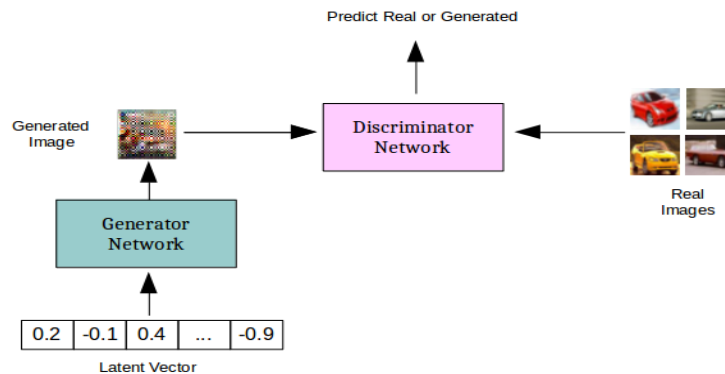 Predict Real or Generated
Generated
Image
Discriminator
Network
Real
Images
Generator
Network
0.2 -0.1 0.4 ... -0.9
Latent Vector